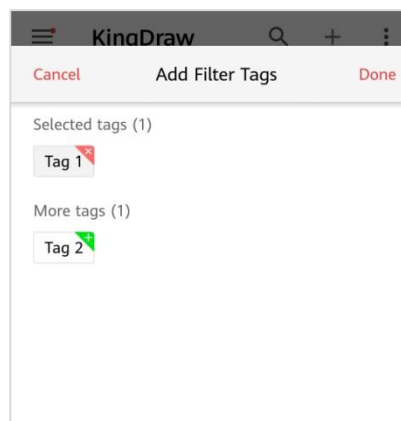 KingDraw
Cancel Add Filter Tags Done
Selected tags (1)
Tag 1
More tags (1)
Tag 2